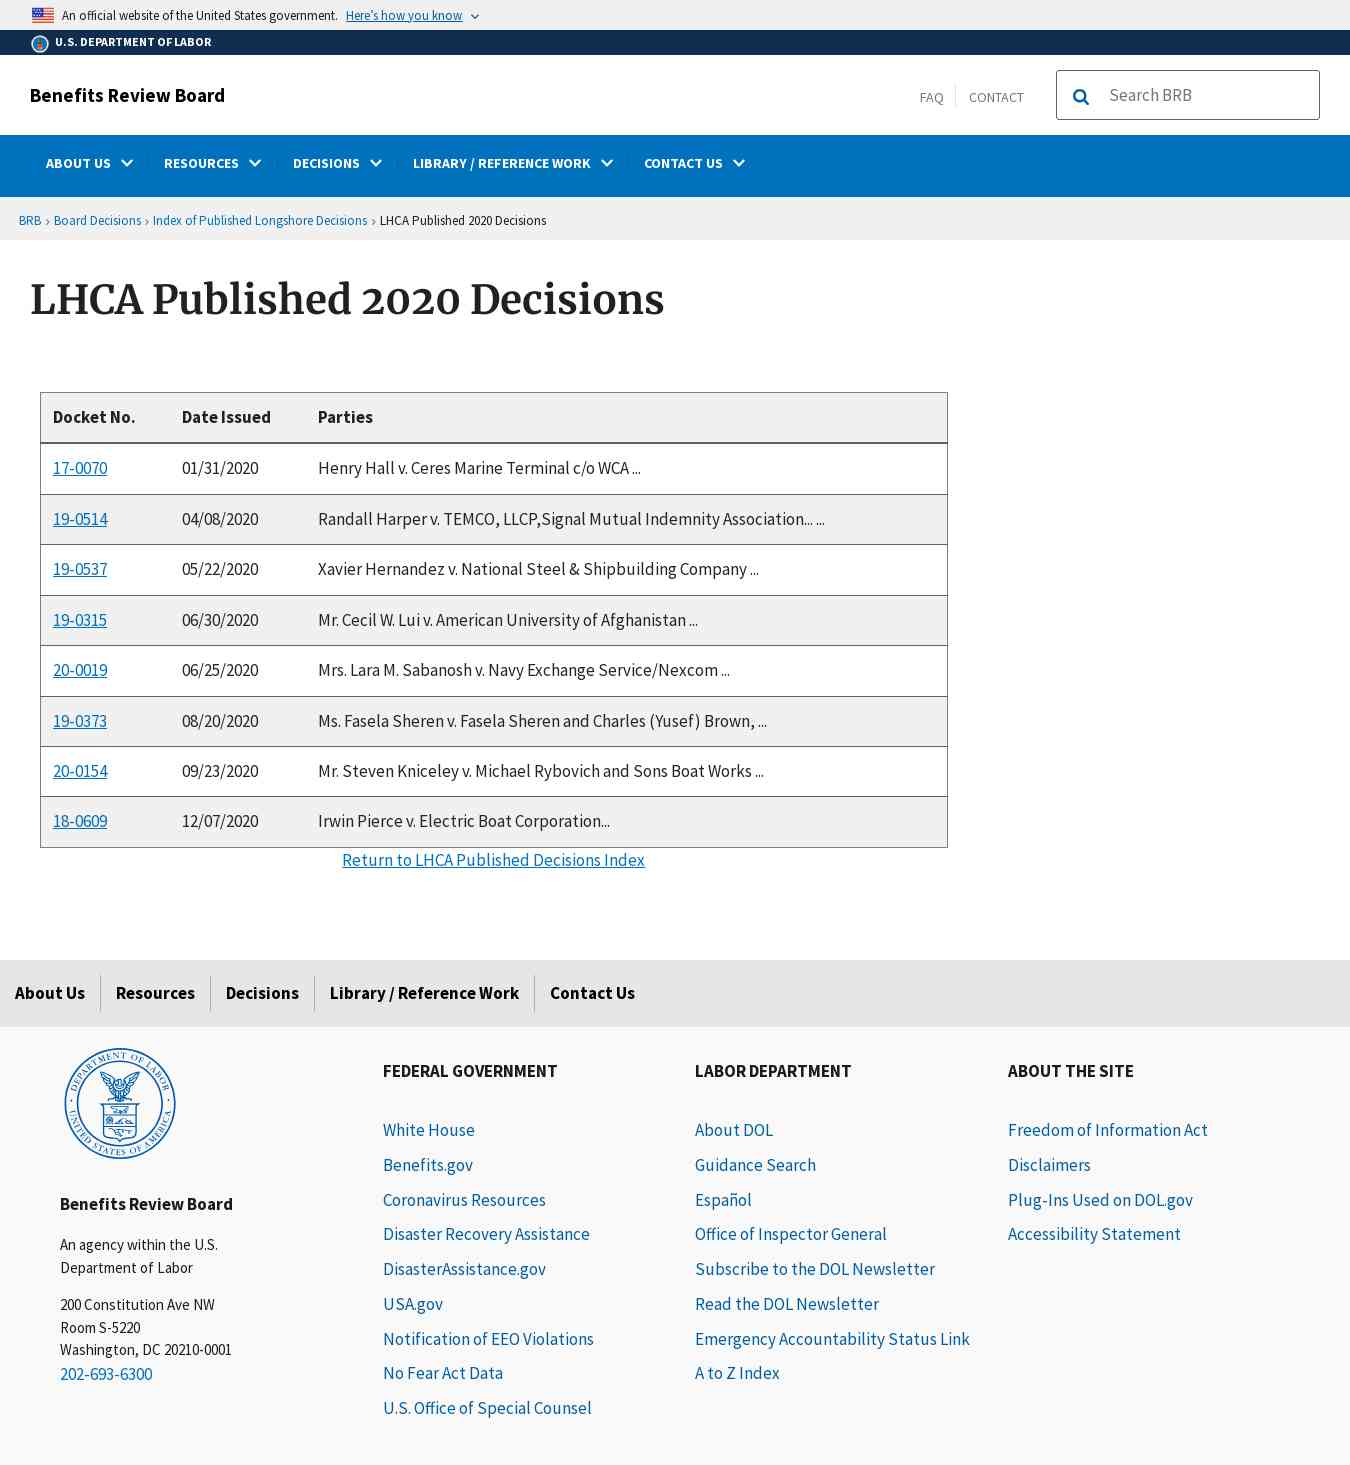 An official website of the United States government. Here's how you know
U.S. DEPARTMENT OF LABOR
Benefits Review Board
FAQ CONTACT Search BRB
ABOUT US RESOURCES DECISIONS LIBRARY / REFERENCE WORK CONTACT US
BRB › Board Decisions › Index of Published Longshore Decisions › LHCA Published 2020 Decisions
LHCA Published 2020 Decisions
Docket No. Date Issued Parties
17-0070 01/31/2020 Henry Hall v. Ceres Marine Terminal c/o WCA ...
19-0514 04/08/2020 Randall Harper v. TEMCO, LLCP,Signal Mutual Indemnity Association... ...
19-0537 05/22/2020 Xavier Hernandez v. National Steel & Shipbuilding Company ...
19-0315 06/30/2020 Mr. Cecil W. Lui v. American University of Afghanistan ...
20-0019 06/25/2020 Mrs. Lara M. Sabanosh v. Navy Exchange Service/Nexcom ...
19-0373 08/20/2020 Ms. Fasela Sheren v. Fasela Sheren and Charles (Yusef) Brown, ...
20-0154 09/23/2020 Mr. Steven Kniceley v. Michael Rybovich and Sons Boat Works ...
18-0609 12/07/2020 Irwin Pierce v. Electric Boat Corporation...
Return to LHCA Published Decisions Index
About Us Resources Decisions Library / Reference Work Contact Us
DEPARTMENT OF LABOR
UNITED STATES OF AMERICA
Benefits Review Board
An agency within the U.S.
Department of Labor
200 Constitution Ave NW
Room S-5220
Washington, DC 20210-0001
202-693-6300
FEDERAL GOVERNMENT
White House
Benefits.gov
Coronavirus Resources
Disaster Recovery Assistance
DisasterAssistance.gov
USA.gov
Notification of EEO Violations
No Fear Act Data
U.S. Office of Special Counsel
LABOR DEPARTMENT
About DOL
Guidance Search
Español
Office of Inspector General
Subscribe to the DOL Newsletter
Read the DOL Newsletter
Emergency Accountability Status Link
A to Z Index
ABOUT THE SITE
Freedom of Information Act
Disclaimers
Plug-Ins Used on DOL.gov
Accessibility Statement